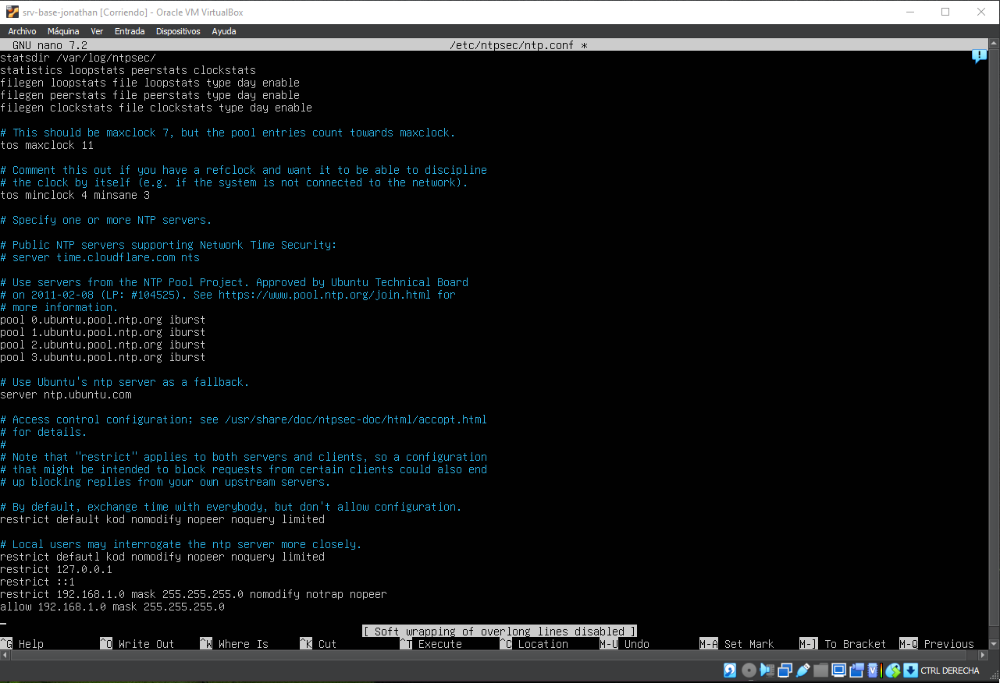 srv-base-jonathan [Corriendo] - Oracle VM VirtualBox
Archivo Máquina Ver Entrada Dispositivos Ayuda
GNU nano 7.2 /etc/ntpsec/ntp.conf *
statsdir /var/log/ntpsec/
statistics loopstats peerstats clockstats
filegen loopstats file loopstats type day enable
filegen peerstats file peerstats type day enable
filegen clockstats file clockstats type day enable
# This should be maxclock 7, but the pool entries count towards maxclock.
tos maxclock 11
# Comment this out if you have a refclock and want it to be able to discipline
# the clock by itself (e.g. if the system is not connected to the network).
tos minclock 4 minsane 3
# Specify one or more NTP servers.
# Public NTP servers supporting Network Time Security:
# server time.cloudflare.com nts
# Use servers from the NTP Pool Project. Approved by Ubuntu Technical Board
# on 2011-02-08 (LP: #104525). See https://www.pool.ntp.org/join.html for
# more information.
pool 0.ubuntu.pool.ntp.org iburst
pool 1.ubuntu.pool.ntp.org iburst
pool 2.ubuntu.pool.ntp.org iburst
pool 3.ubuntu.pool.ntp.org iburst
# Use Ubuntu's ntp server as a fallback.
server ntp.ubuntu.com
# Access control configuration; see /usr/share/doc/ntpsec-doc/html/accopt.html
# for details.
#
# Note that "restrict" applies to both servers and clients, so a configuration
# that might be intended to block requests from certain clients could also end
# up blocking replies from your own upstream servers.
# By default, exchange time with everybody, but don't allow configuration.
restrict default kod nomodify nopeer noquery limited
# Local users may interrogate the ntp server more closely.
restrict defautl kod nomodify nopeer noquery limited
restrict 127.0.0.1
restrict ::1
restrict 192.168.1.0 mask 255.255.255.0 nomodify notrap nopeer
allow 192.168.1.0 mask 255.255.255.0
[ Soft wrapping of overlong lines disabled ]
^G Help ^O Write Out ^W Where Is ^K Cut ^T Execute ^C Location M-U Undo M-A Set Mark M-] To Bracket M-Q Previous
CTRL DERECHA